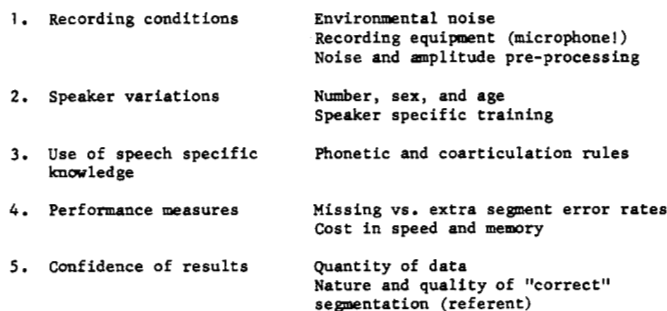 1. Recording conditions Environmental noise
Recording equipment (microphone!)
Noise and amplitude pre-processing
2. Speaker variations Number, sex, and age
Speaker specific training
3. Use of speech specific Phonetic and coarticulation rules
knowledge
4. Performance measures Missing vs. extra segment error rates
Cost in speed and memory
5. Confidence of results Quantity of data
Nature and quality of "correct"
segmentation (referent)